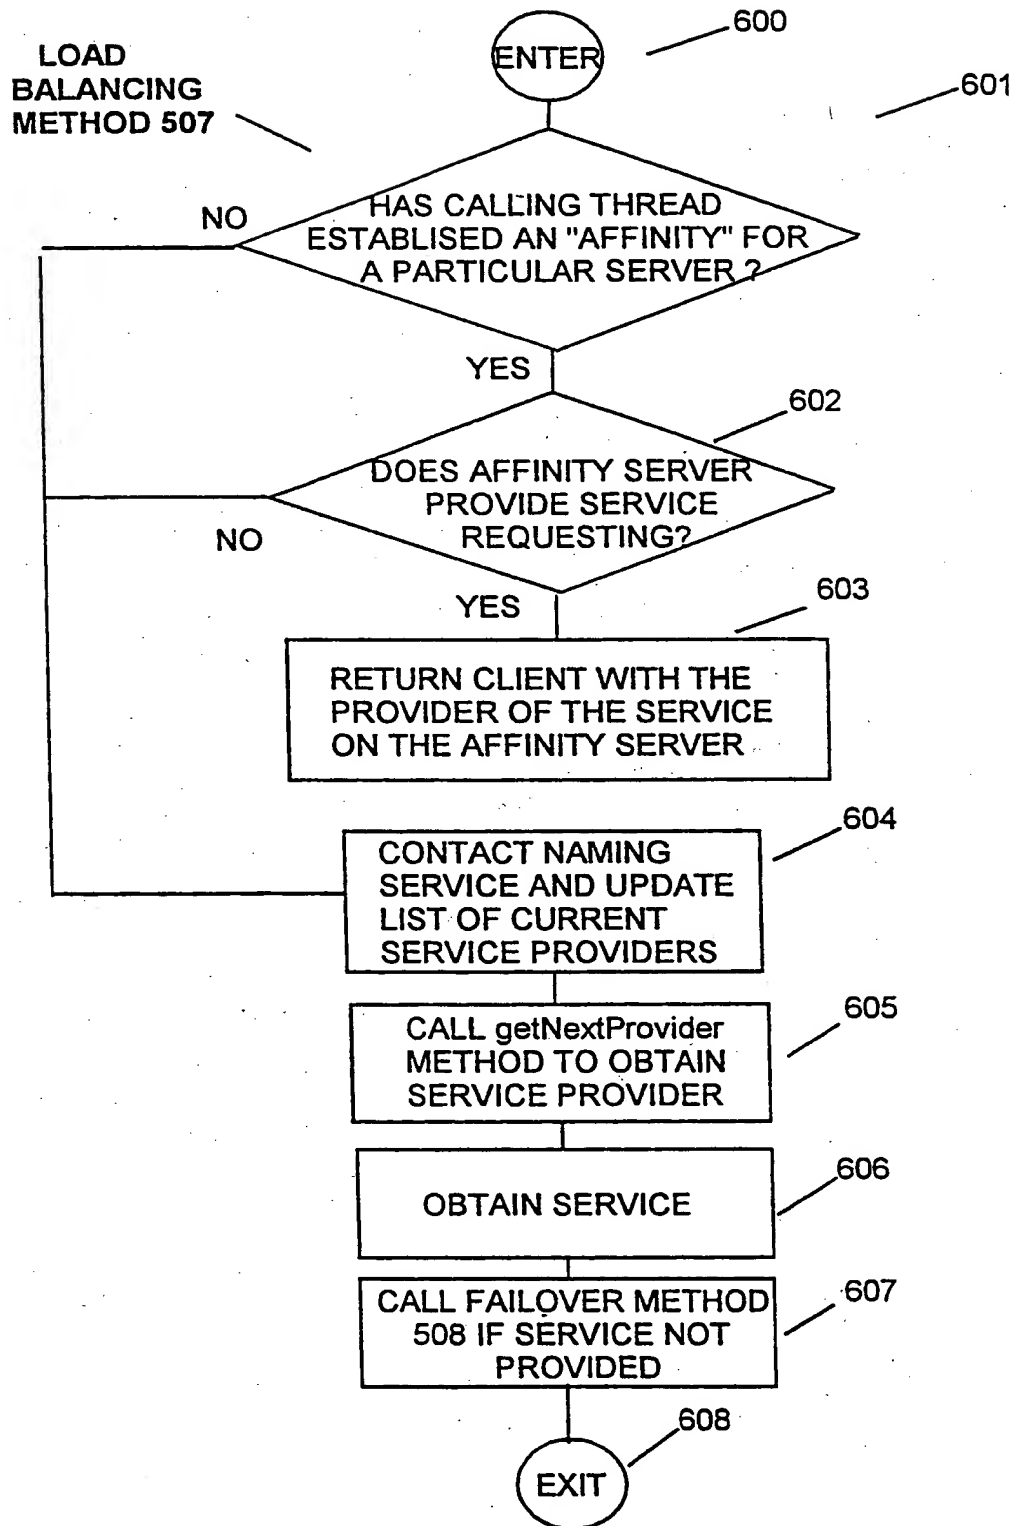 600
ENTER
LOAD
BALANCING
METHOD 507
601
HAS CALLING THREAD
ESTABLISED AN "AFFINITY" FOR
A PARTICULAR SERVER ?
NO
YES
602
DOES AFFINITY SERVER
PROVIDE SERVICE
REQUESTING?
NO
YES
603
RETURN CLIENT WITH THE
PROVIDER OF THE SERVICE
ON THE AFFINITY SERVER
604
CONTACT NAMING
SERVICE AND UPDATE
LIST OF CURRENT
SERVICE PROVIDERS
605
CALL getNextProvider
METHOD TO OBTAIN
SERVICE PROVIDER
606
OBTAIN SERVICE
607
CALL FAILOVER METHOD
508 IF SERVICE NOT
PROVIDED
608
EXIT